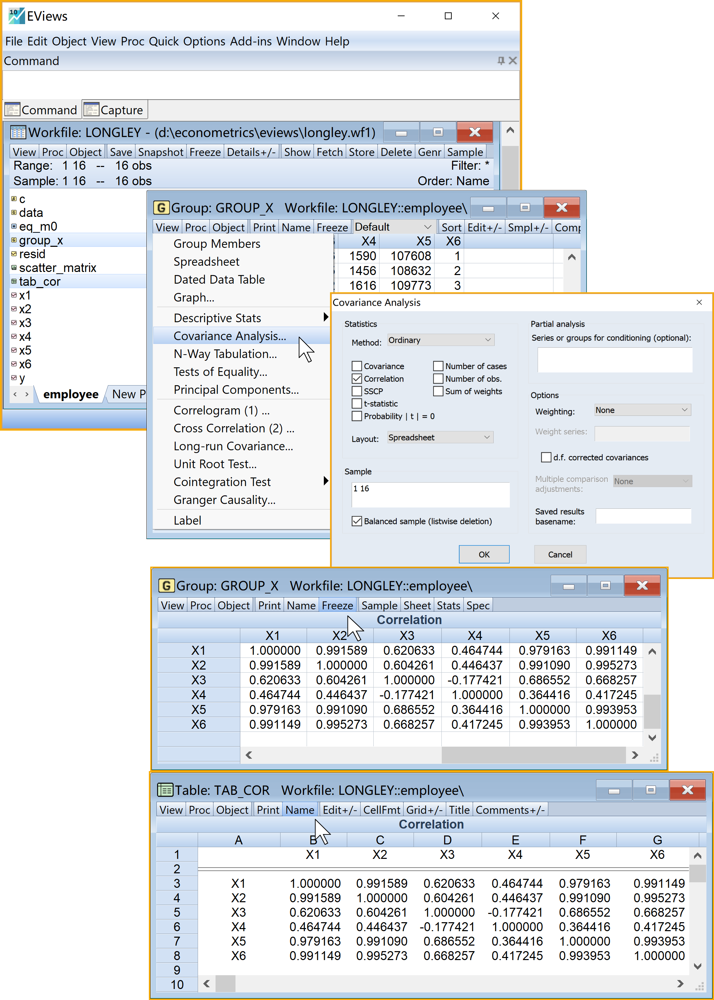 10 EViews
File Edit Object View Proc Quick Options Add-ins Window Help
Command
Command Capture
Workfile: LONGLEY - (d:\econometrics\eviews\longley.wf1)
View Proc Object Save Snapshot Freeze Details+/- Show Fetch Store Delete Genr Sample
Range: 1 16 -- 16 obs Filter: *
Sample: 1 16 -- 16 obs Order: Name
c
data
eq_m0
group_x
resid
scatter_matrix
tab_cor
x1
x2
x3
x4
x5
x6
y
employee New P
G Group: GROUP_X Workfile: LONGLEY::employee\
View Proc Object Print Name Freeze Default Sort Edit+/- Smpl+/- Comp
X4 X5 X6
1590 107608 1
1456 108632 2
1616 109773 3
Group Members
Spreadsheet
Dated Data Table
Graph...
Descriptive Stats
Covariance Analysis...
N-Way Tabulation...
Tests of Equality...
Principal Components...
Correlogram (1) ...
Cross Correlation (2) ...
Long-run Covariance...
Unit Root Test...
Cointegration Test
Granger Causality...
Label
Covariance Analysis
Statistics
Method: Ordinary
Covariance Number of cases
Correlation Number of obs.
SSCP Sum of weights
t-statistic
Probability | t | = 0
Layout: Spreadsheet
Sample
1 16
Balanced sample (listwise deletion)
Partial analysis
Series or groups for conditioning (optional):
Options
Weighting: None
Weight series:
d.f. corrected covariances
Multiple comparison
adjustments: None
Saved results
basename:
OK Cancel
G Group: GROUP_X Workfile: LONGLEY::employee\
View Proc Object Print Name Freeze Sample Sheet Stats Spec
Correlation
X1 X2 X3 X4 X5 X6
X1 1.000000 0.991589 0.620633 0.464744 0.979163 0.991149
X2 0.991589 1.000000 0.604261 0.446437 0.991090 0.995273
X3 0.620633 0.604261 1.000000 -0.177421 0.686552 0.668257
X4 0.464744 0.446437 -0.177421 1.000000 0.364416 0.417245
X5 0.979163 0.991090 0.686552 0.364416 1.000000 0.993953
X6 0.991149 0.995273 0.668257 0.417245 0.993953 1.000000
Table: TAB_COR Workfile: LONGLEY::employee\
View Proc Object Print Name Edit+/- CellFmt Grid+/- Title Comments+/-
Correlation
A B C D E F G
1 X1 X2 X3 X4 X5 X6
2
3 X1 1.000000 0.991589 0.620633 0.464744 0.979163 0.991149
4 X2 0.991589 1.000000 0.604261 0.446437 0.991090 0.995273
5 X3 0.620633 0.604261 1.000000 -0.177421 0.686552 0.668257
6 X4 0.464744 0.446437 -0.177421 1.000000 0.364416 0.417245
7 X5 0.979163 0.991090 0.686552 0.364416 1.000000 0.993953
8 X6 0.991149 0.995273 0.668257 0.417245 0.993953 1.000000
9
10